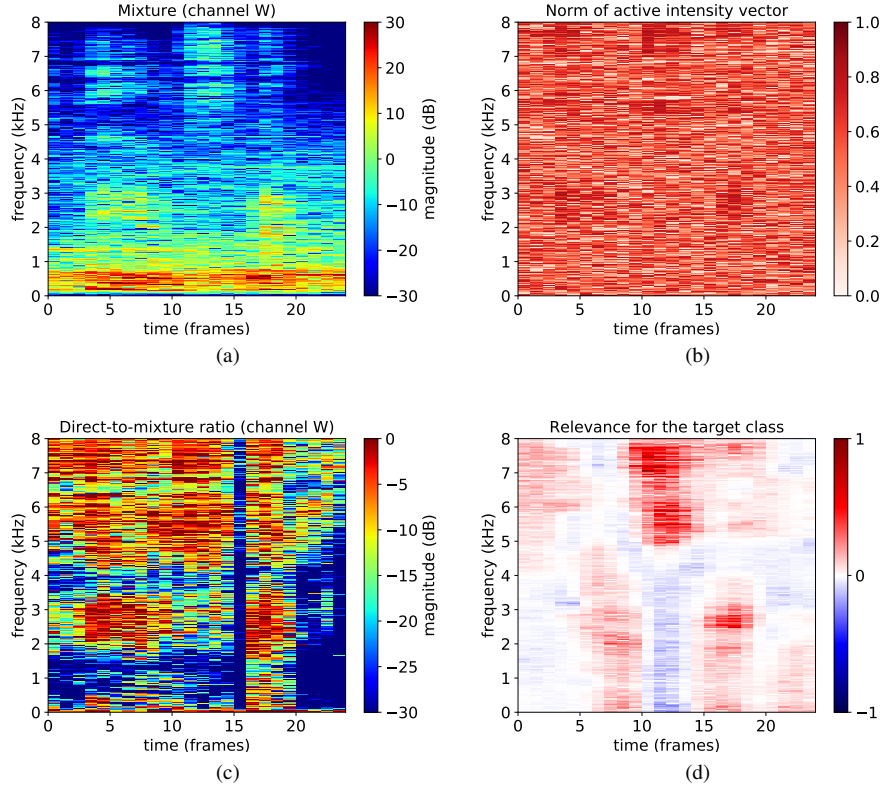 Mixture (channel W)
8
7
6
5
4
3
2
1
0
frequency (kHz)
0 5 10 15 20
time (frames)
30
20
10
0
−10
−20
−30
magnitude (dB)
(a)
Norm of active intensity vector
8
7
6
5
4
3
2
1
0
frequency (kHz)
0 5 10 15 20
time (frames)
1.0
0.8
0.6
0.4
0.2
0.0
(b)
Direct-to-mixture ratio (channel W)
8
7
6
5
4
3
2
1
0
frequency (kHz)
0 5 10 15 20
time (frames)
0
−5
−10
−15
−20
−25
−30
magnitude (dB)
(c)
Relevance for the target class
8
7
6
5
4
3
2
1
0
frequency (kHz)
0 5 10 15 20
time (frames)
1
0
−1
(d)